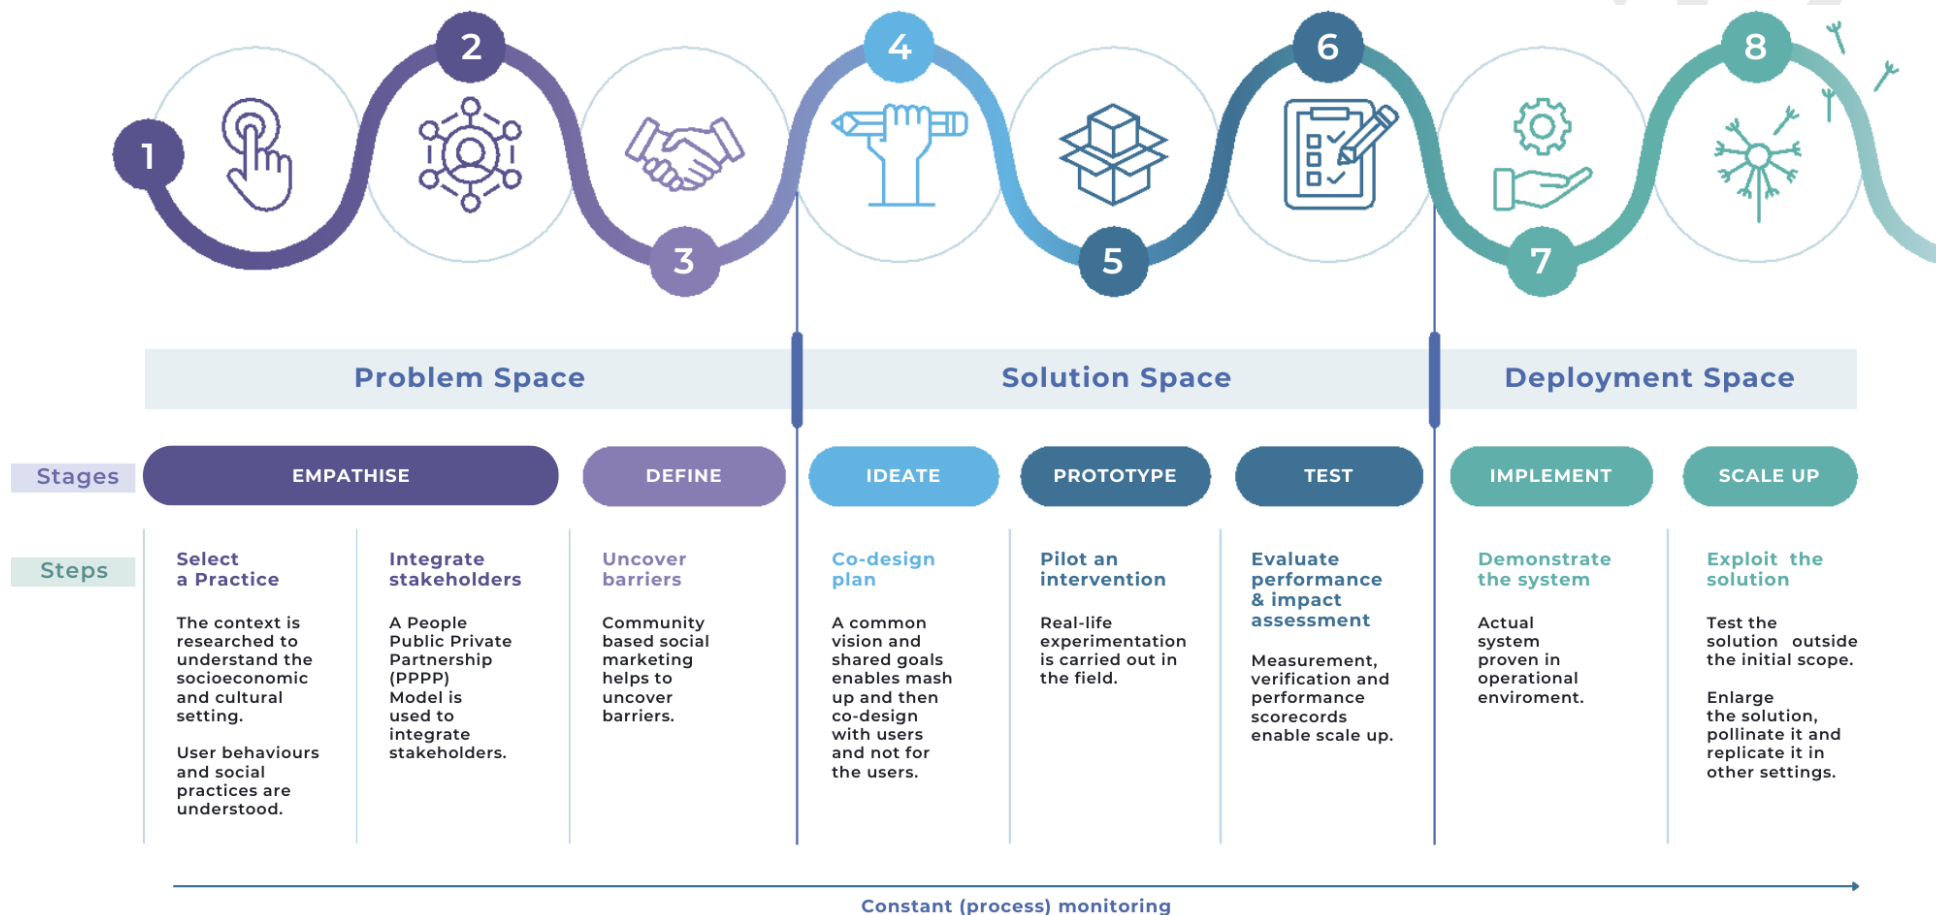 1
2
3
4
5
6
7
8
Problem Space
Solution Space
Deployment Space
Stages
EMPATHISE
DEFINE
IDEATE
PROTOTYPE
TEST
IMPLEMENT
SCALE UP
Steps
Select
a Practice
The context is
researched to
understand the
socioeconomic
and cultural
setting.
User behaviours
and social
practices are
understood.
Integrate
stakeholders
A People
Public Private
Partnership
(PPPP)
Model is
used to
integrate
stakeholders.
Uncover
barriers
Community
based social
marketing
helps to
uncover
barriers.
Co-design
plan
A common
vision and
shared goals
enables mash
up and then
co-design
with users
and not for
the users.
Pilot an
intervention
Real-life
experimentation
is carried out in
the field.
Evaluate
performance
& impact
assessment
Measurement,
verification and
performance
scorecords
enable scale up.
Demonstrate
the system
Actual
system
proven in
operational
enviroment.
Exploit the
solution
Test the
solution outside
the initial scope.
Enlarge
the solution,
pollinate it and
replicate it in
other settings.
Constant (process) monitoring